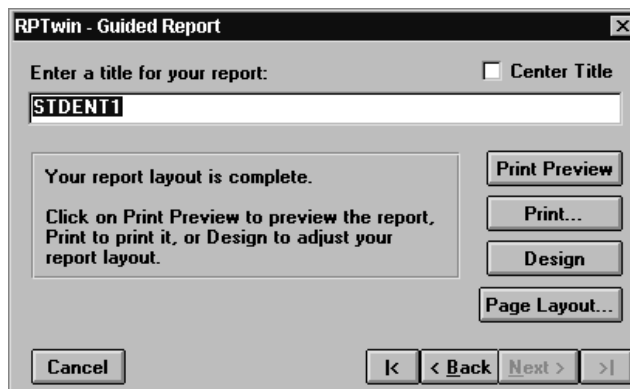 RPTwin - Guided Report
Enter a title for your report:
Center Title
STDENT1
Your report layout is complete.
Click on Print Preview to preview the report,
Print to print it, or Design to adjust your
report layout.
Print Preview
Print...
Design
Page Layout...
Cancel
|<
< Back
Next >
>|